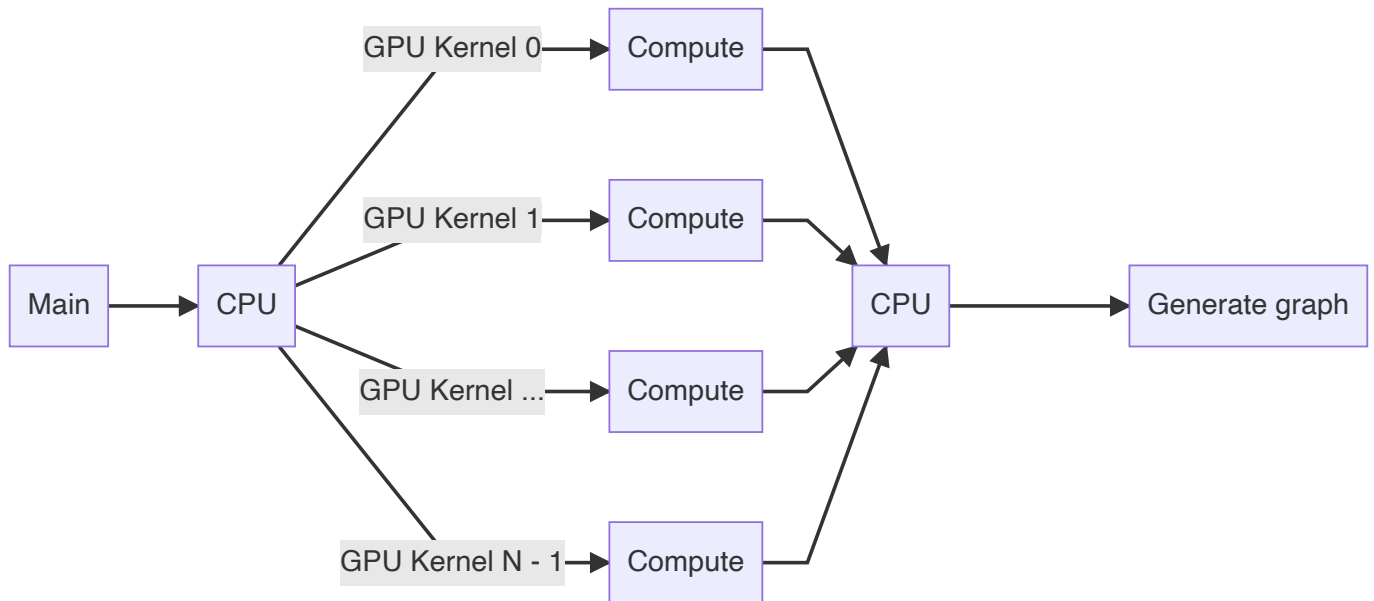 GPU Kernel 0
Compute
GPU Kernel 1
Compute
Main
CPU
CPU
Generate graph
GPU Kernel ...
Compute
GPU Kernel N - 1
Compute